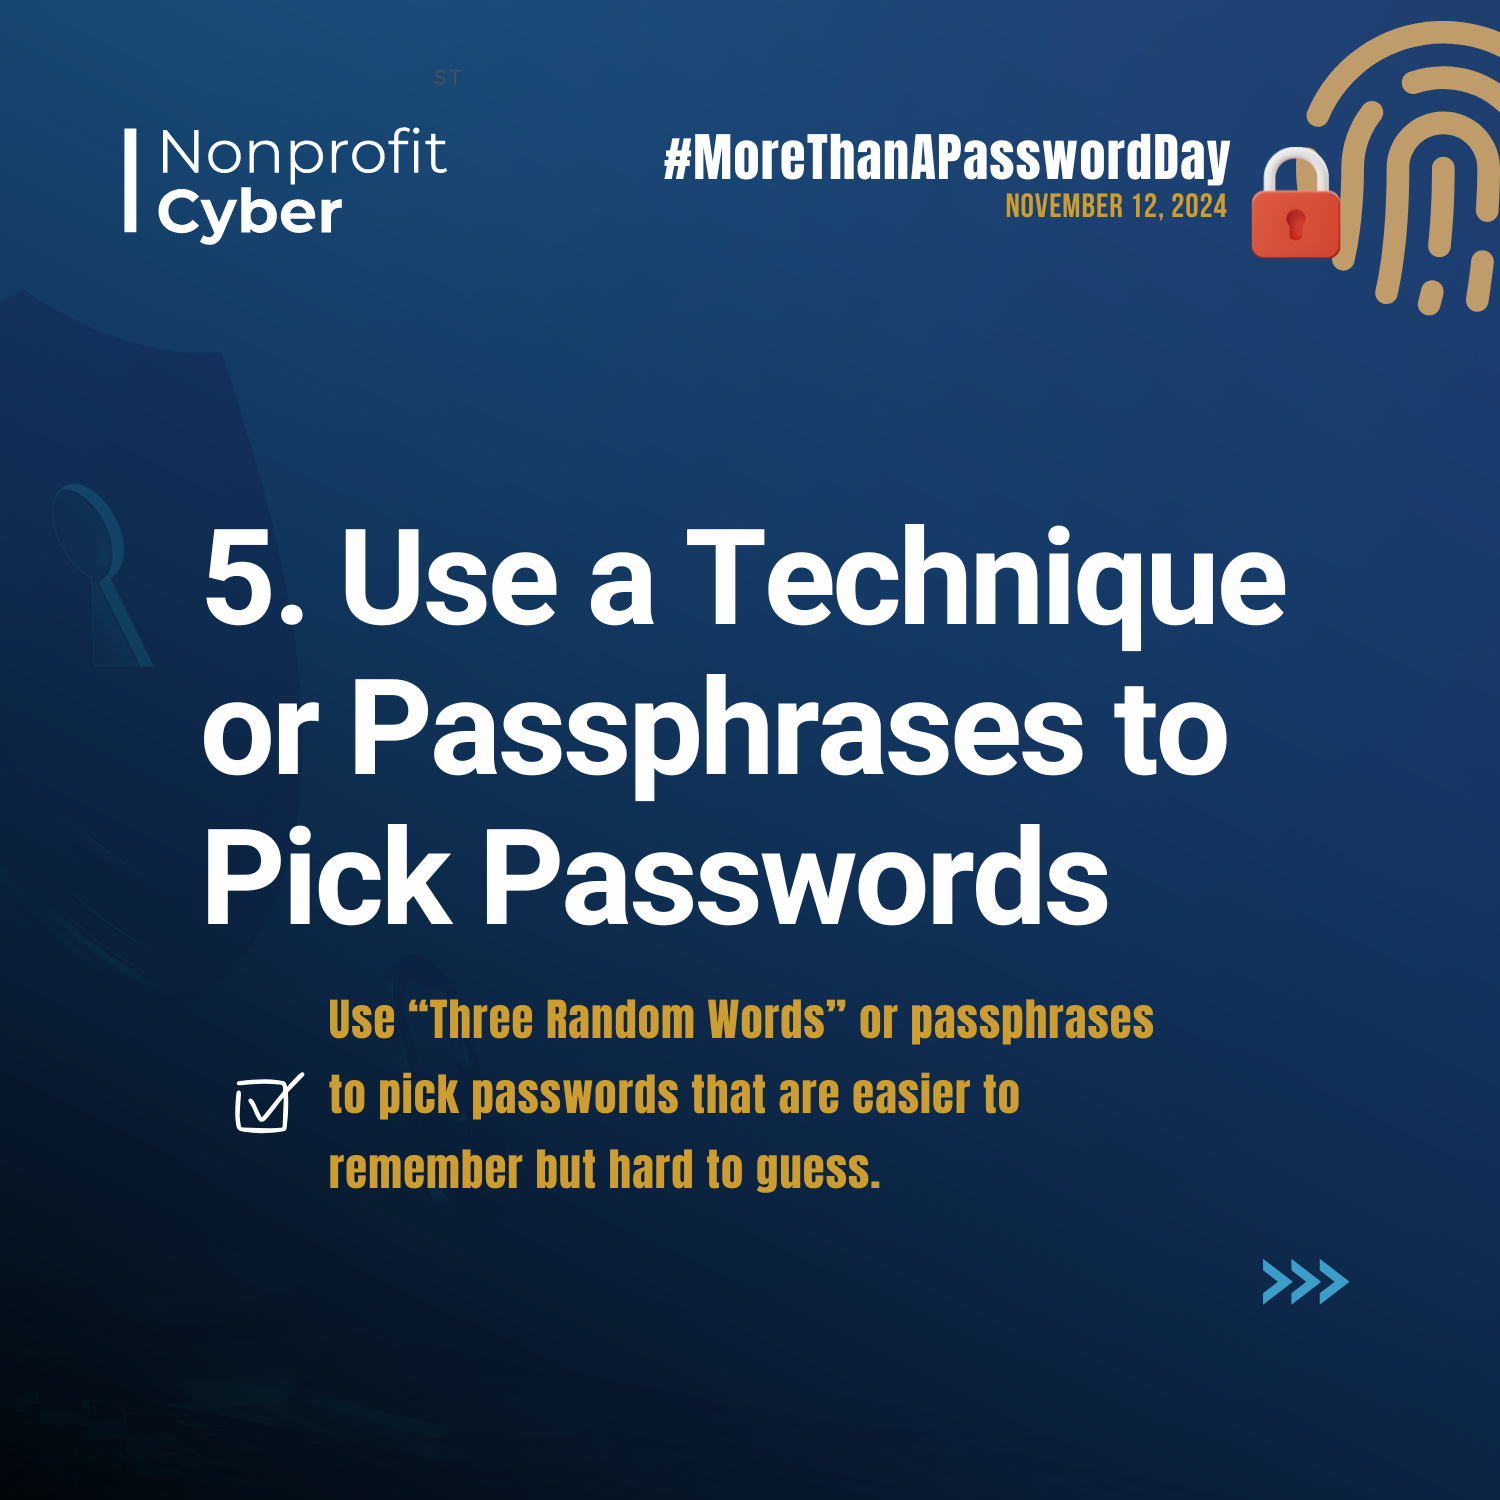 ST
Nonprofit
Cyber
#MoreThanAPasswordDay
NOVEMBER 12, 2024
5. Use a Technique
or Passphrases to
Pick Passwords
Use “Three Random Words” or passphrases
to pick passwords that are easier to
remember but hard to guess.